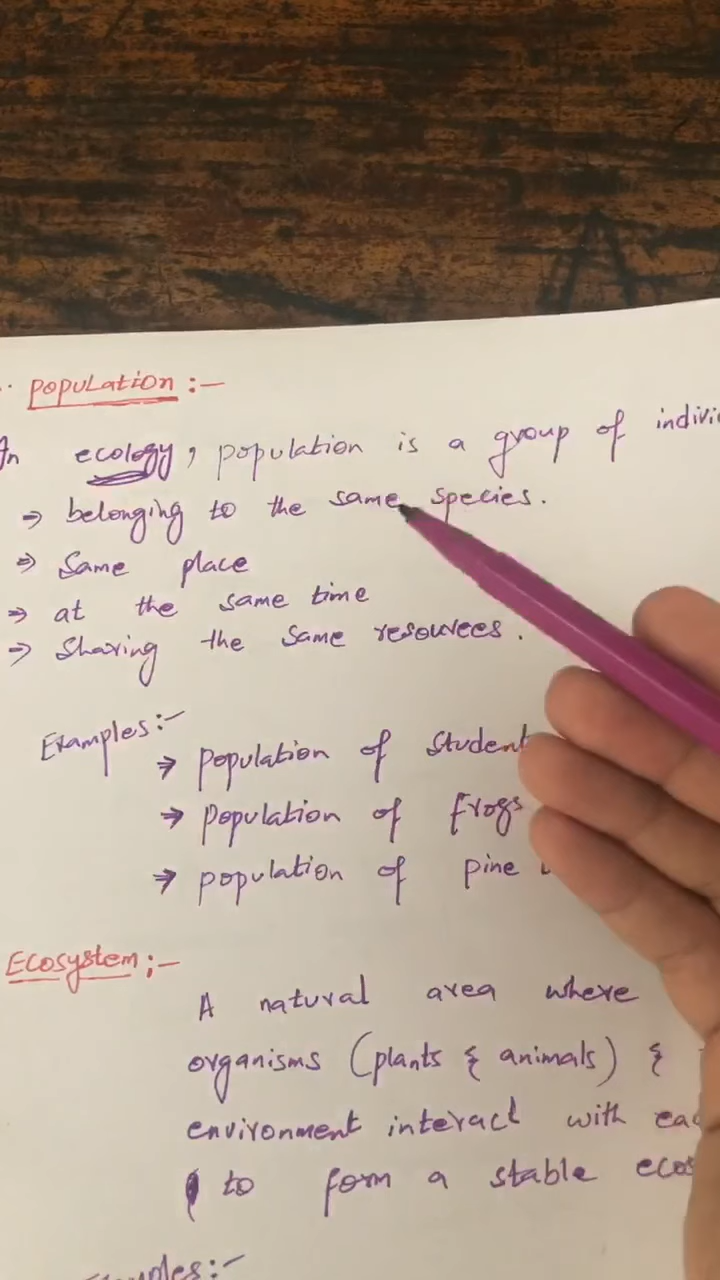 Population :-
In ecology, population is a group of
⇒ belonging to the same species.
⇒ Same place
⇒ at the same time
⇒ Sharing the same resources.
Examples:-
→ population of Student
→ population of frogs
→ population of pine
Ecosystem :-
A natural area where
organisms (plants & animals) &
environment interact with
to form a stable